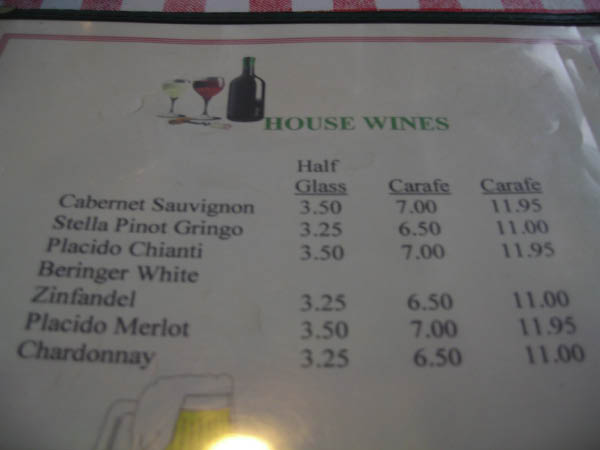 HOUSE WINES
Half
Glass Carafe Carafe
Cabernet Sauvignon 3.50 7.00 11.95
Stella Pinot Gringo 3.25 6.50 11.00
Placido Chianti 3.50 7.00 11.95
Beringer White
Zinfandel 3.25 6.50 11.00
Placido Merlot 3.50 7.00 11.95
Chardonnay 3.25 6.50 11.00